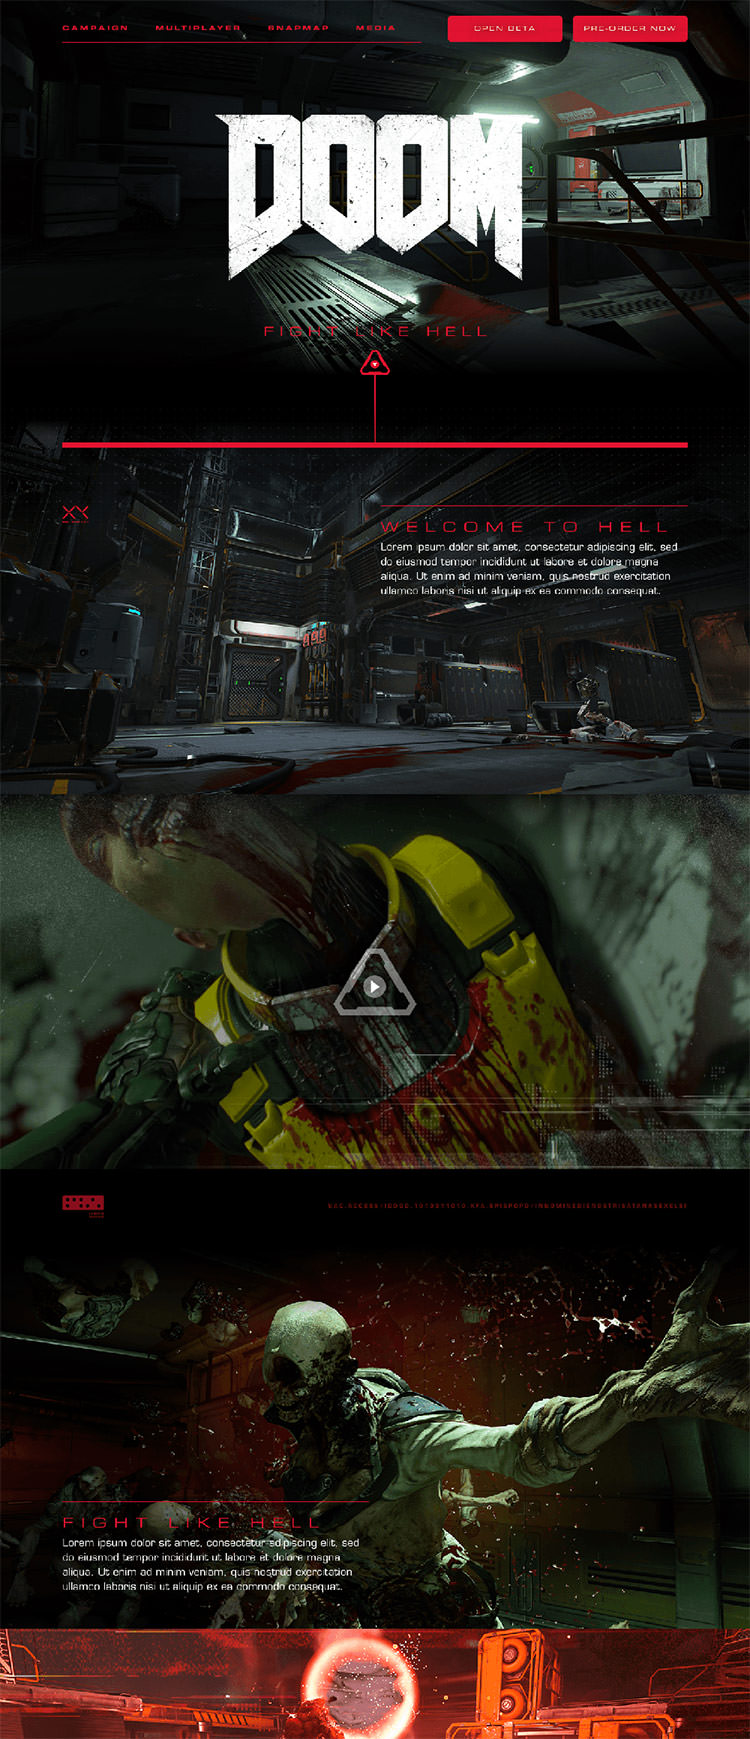 CAMPAIGN
MULTIPLAYER
SNAPMAP
MEDIA
OPEN BETA
PRE-ORDER NOW
DOOM
FIGHT LIKE HELL
WELCOME TO HELL
Lorem ipsum dolor sit amet, consectetur adipiscing elit, sed
do eiusmod tempor incididunt ut labore et dolore magna
aliqua. Ut enim ad minim veniam, quis nostrud exercitation
ullamco laboris nisi ut aliquip ex ea commodo consequat.
FIGHT LIKE HELL
Lorem ipsum dolor sit amet, consectetur adipiscing elit, sed
do eiusmod tempor incididunt ut labore et dolore magna
aliqua. Ut enim ad minim veniam, quis nostrud exercitation
ullamco laboris nisi ut aliquip ex ea commodo consequat.